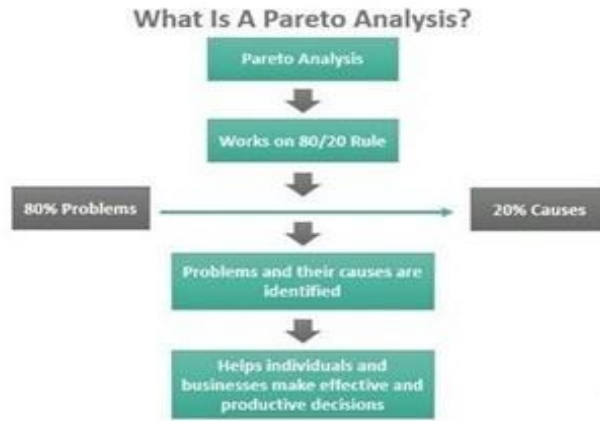 What Is A Pareto Analysis?
Pareto Analysis
Works on 80/20 Rule
80% Problems
20% Causes
Problems and their causes are
identified
Helps individuals and
businesses make effective and
productive decisions